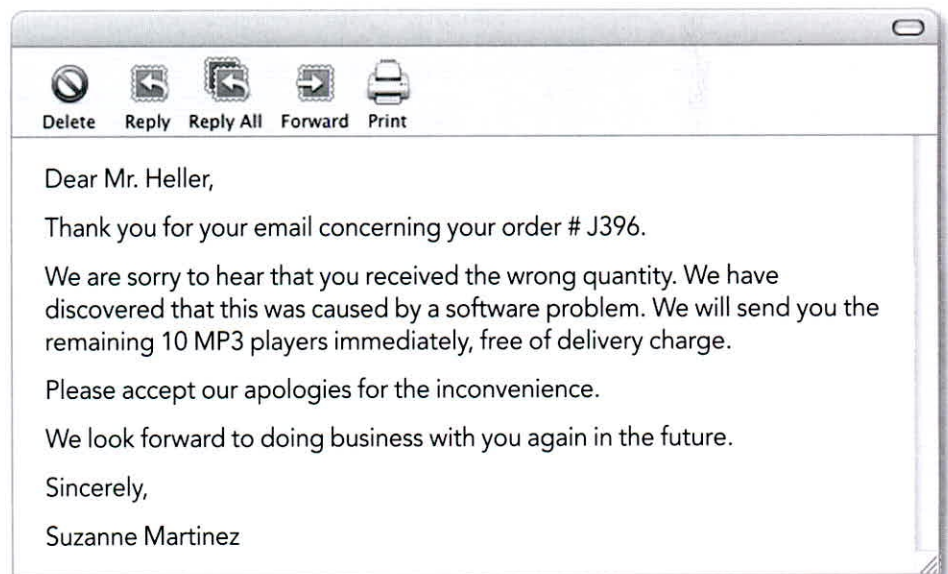 Delete Reply Reply All Forward Print
Dear Mr. Heller,
Thank you for your email concerning your order # J396.
We are sorry to hear that you received the wrong quantity. We have
discovered that this was caused by a software problem. We will send you the
remaining 10 MP3 players immediately, free of delivery charge.
Please accept our apologies for the inconvenience.
We look forward to doing business with you again in the future.
Sincerely,
Suzanne Martinez